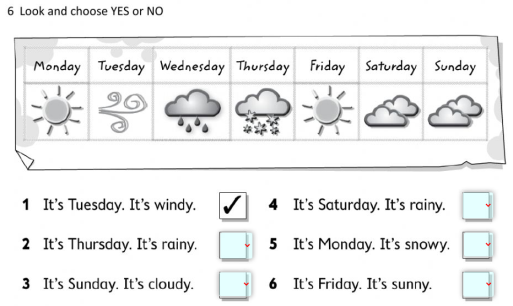 6 Look and choose YES or NO
Monday Tuesday Wednesday Thursday Friday Saturday Sunday
1 It's Tuesday. It's windy. ✓
4 It's Saturday. It's rainy.
2 It's Thursday. It's rainy.
5 It's Monday. It's snowy.
3 It's Sunday. It's cloudy.
6 It's Friday. It's sunny.